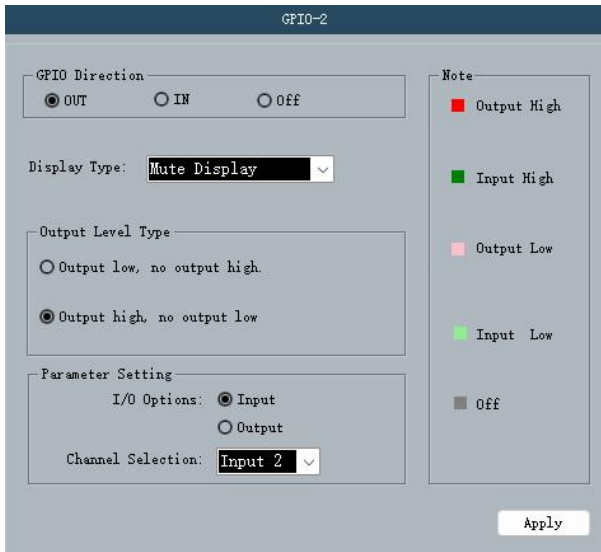 GPIO-2
GPIO Direction
OUT IN Off
Display Type: Mute Display
Output Level Type
Output low, no output high.
Output high, no output low
Parameter Setting
I/O Options: Input
Output
Channel Selection: Input 2
Note
Output High
Input High
Output Low
Input Low
Off
Apply